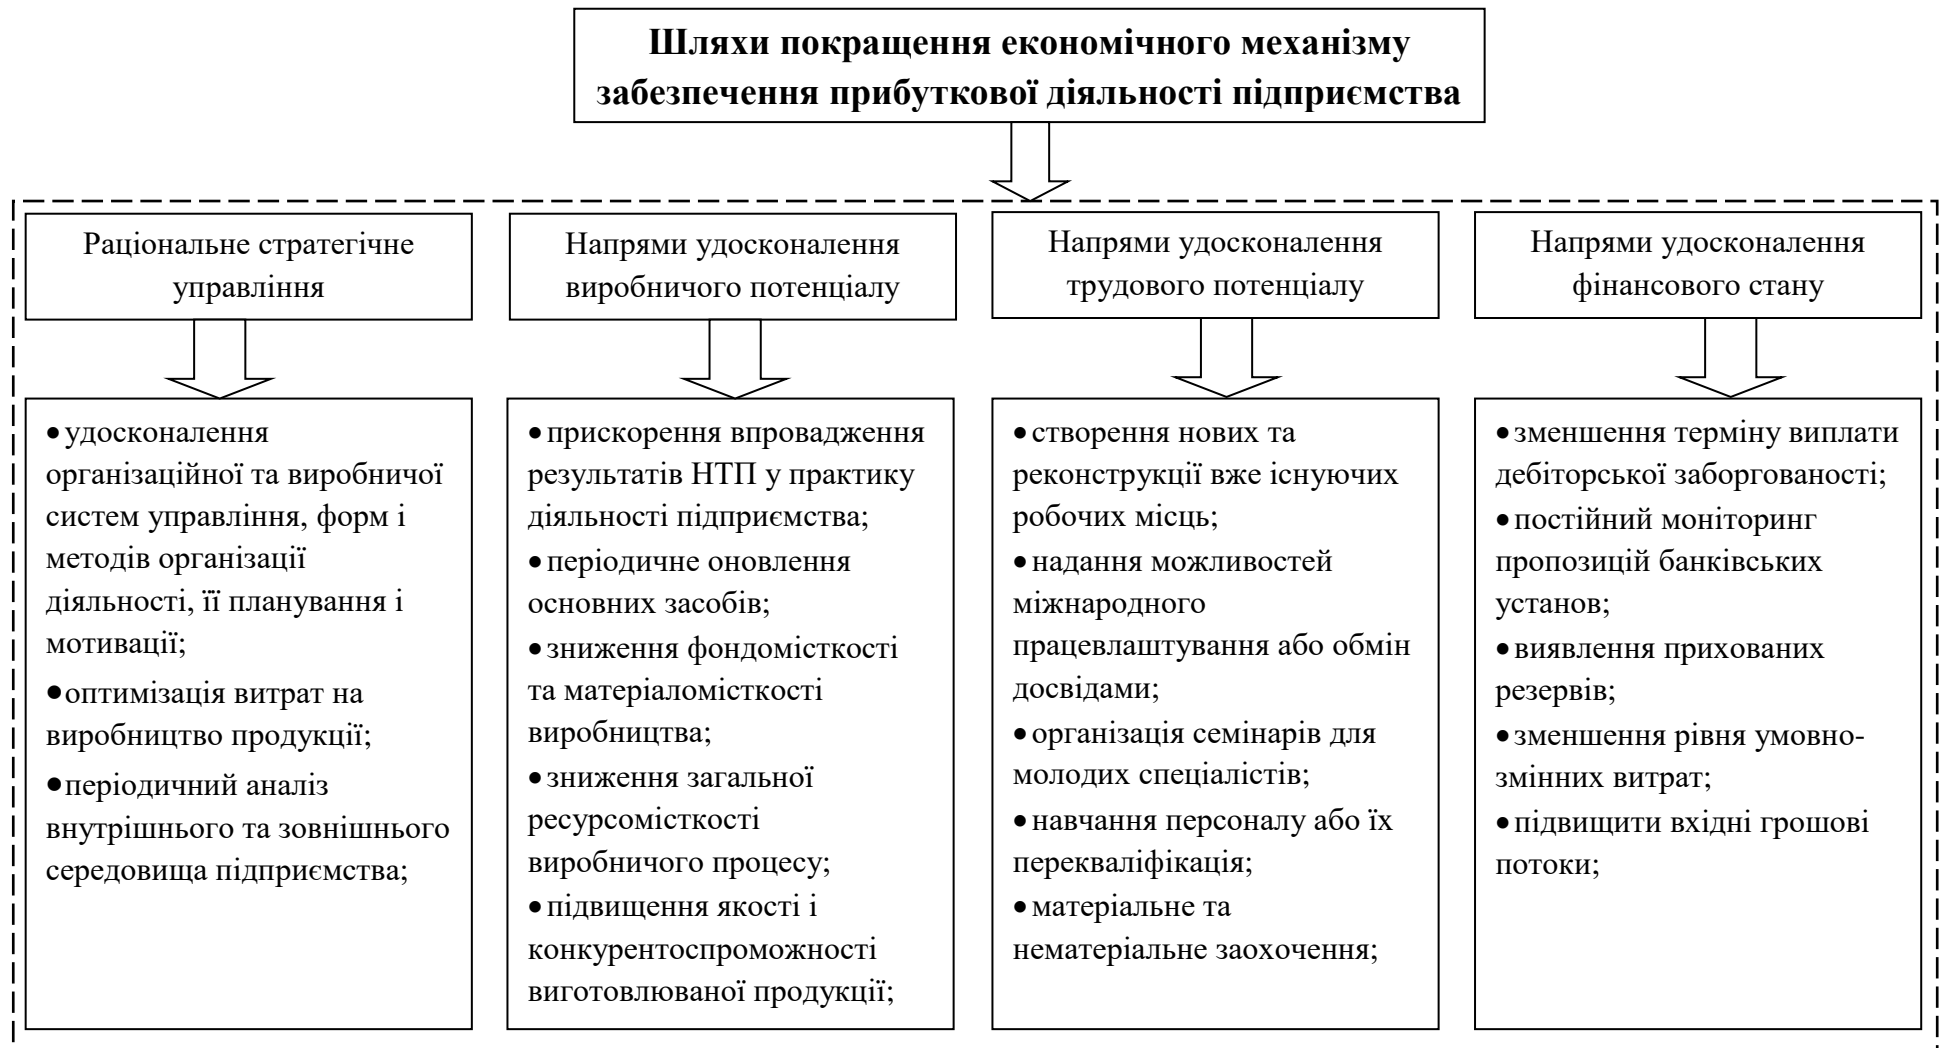 Шляхи покращення економічного механізму
забезпечення прибуткової діяльності підприємства
Раціональне стратегічне
управління
Напрями удосконалення
виробничого потенціалу
Напрями удосконалення
трудового потенціалу
Напрями удосконалення
фінансового стану
•удосконалення
організаційної та виробничої
систем управління, форм і
методів організації
діяльності, її планування і
мотивації;
•оптимізація витрат на
виробництво продукції;
•періодичний аналіз
внутрішнього та зовнішнього
середовища підприємства;
•прискорення впровадження
результатів НТП у практику
діяльності підприємства;
•періодичне оновлення
основних засобів;
•зниження фондомісткості
та матеріаломісткості
виробництва;
•зниження загальної
ресурсомісткості
виробничого процесу;
•підвищення якості і
конкурентоспроможності
виготовлюваної продукції;
•створення нових та
реконструкції вже існуючих
робочих місць;
•надання можливостей
міжнародного
працевлаштування або обмін
досвідами;
•організація семінарів для
молодих спеціалістів;
•навчання персоналу або їх
перекваліфікація;
•матеріальне та
нематеріальне заохочення;
•зменшення терміну виплати
дебіторської заборгованості;
•постійний моніторинг
пропозицій банківських
установ;
•виявлення прихованих
резервів;
•зменшення рівня умовно-
змінних витрат;
•підвищити вхідні грошові
потоки;